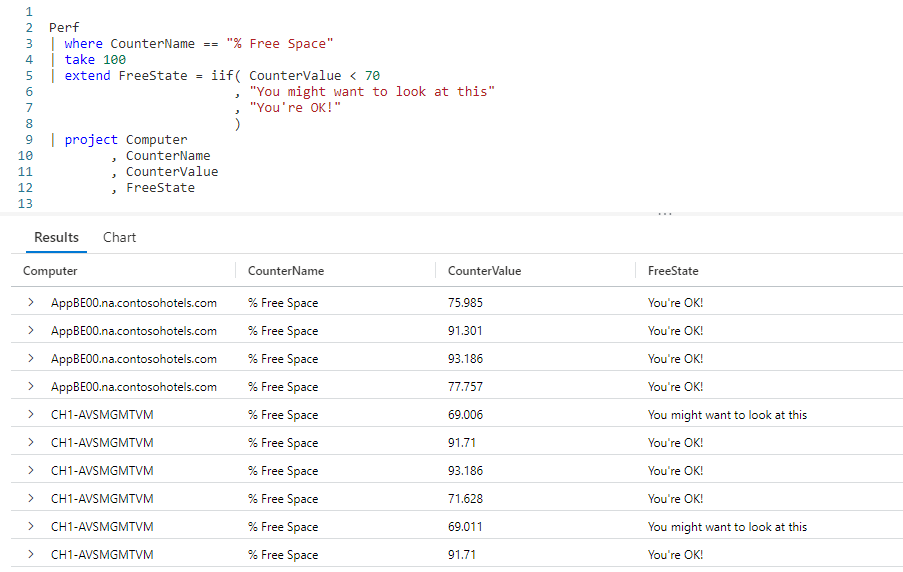 1
2 Perf
3 | where CounterName == "% Free Space"
4 | take 100
5 | extend FreeState = iif( CounterValue < 70
6 , "You might want to look at this"
7 , "You're OK!"
8 )
9 | project Computer
10 , CounterName
11 , CounterValue
12 , FreeState
13
...
Results Chart
Computer CounterName CounterValue FreeState
> AppBE00.na.contosohotels.com % Free Space 75.985 You're OK!
> AppBE00.na.contosohotels.com % Free Space 91.301 You're OK!
> AppBE00.na.contosohotels.com % Free Space 93.186 You're OK!
> AppBE00.na.contosohotels.com % Free Space 77.757 You're OK!
> CH1-AVSMGMTVM % Free Space 69.006 You might want to look at this
> CH1-AVSMGMTVM % Free Space 91.71 You're OK!
> CH1-AVSMGMTVM % Free Space 93.186 You're OK!
> CH1-AVSMGMTVM % Free Space 71.628 You're OK!
> CH1-AVSMGMTVM % Free Space 69.011 You might want to look at this
> CH1-AVSMGMTVM % Free Space 91.71 You're OK!